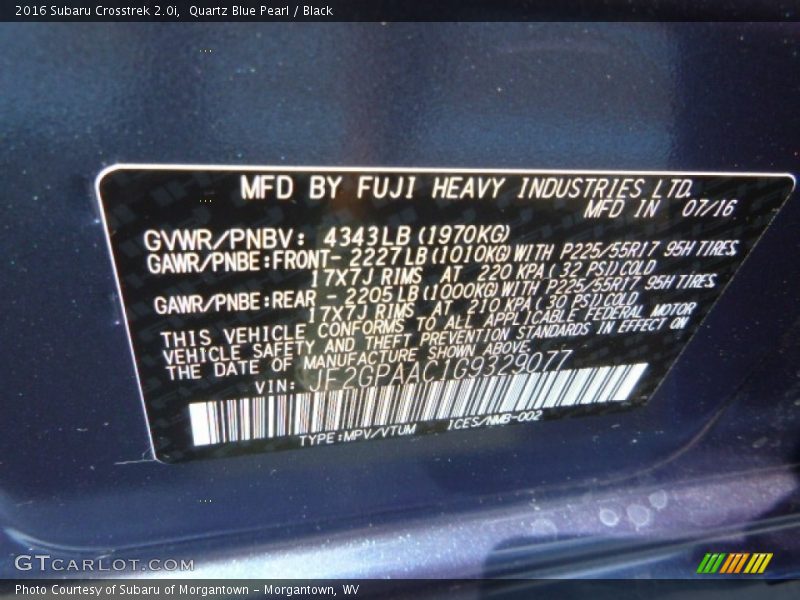 2016 Subaru Crosstrek 2.0i, Quartz Blue Pearl / Black
MFD BY FUJI HEAVY INDUSTRIES LTD.
MFD IN 07/16
GVWR/PNBV: 4343LB (1970KG)
GAWR/PNBE:FRONT- 2227 LB (1010KG) WITH P225/55R17 95H TIRES
17X7J RIMS AT 220 KPA ( 32 PSI) COLD
GAWR/PNBE:REAR - 2205 LB (1000KG) WITH P225/55R17 95H TIRES
17X7J RIMS AT 210 KPA ( 30 PSI) COLD
THIS VEHICLE CONFORMS TO ALL APPLICABLE FEDERAL MOTOR
VEHICLE SAFETY AND THEFT PREVENTION STANDARDS IN EFFECT ON
THE DATE OF MANUFACTURE SHOWN ABOVE.
VIN: JF2GPAAC1G9329077
TYPE:MPV/VTUM ICES/NMB-002
GTCARLOT.COM
Photo Courtesy of Subaru of Morgantown - Morgantown, WV